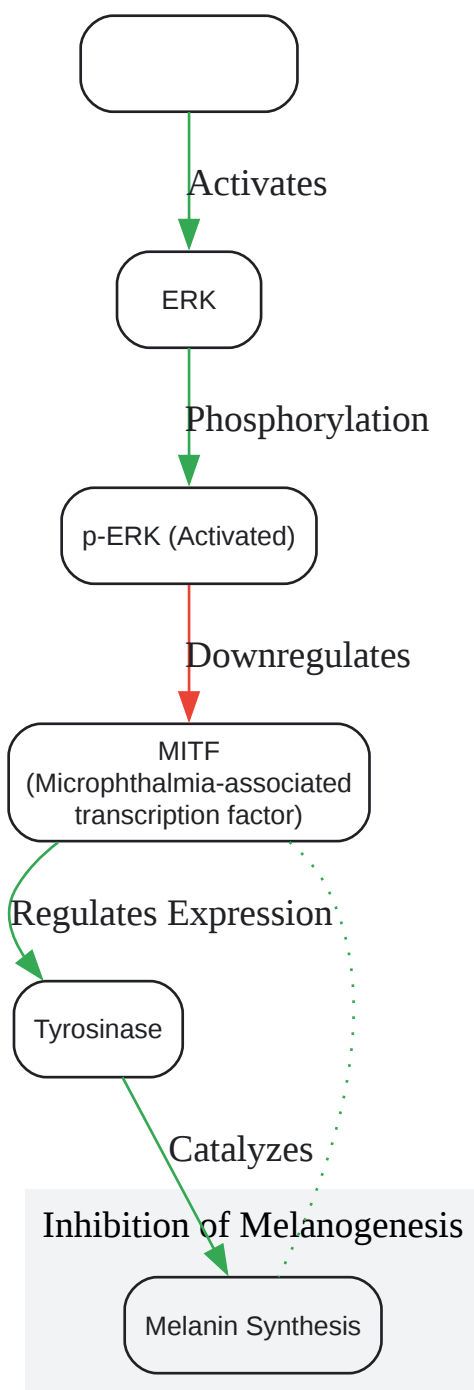 Activates
ERK
Phosphorylation
p-ERK (Activated)
Downregulates
MITF
(Microphthalmia-associated
transcription factor)
Regulates Expression
Tyrosinase
Catalyzes
Inhibition of Melanogenesis
Melanin Synthesis